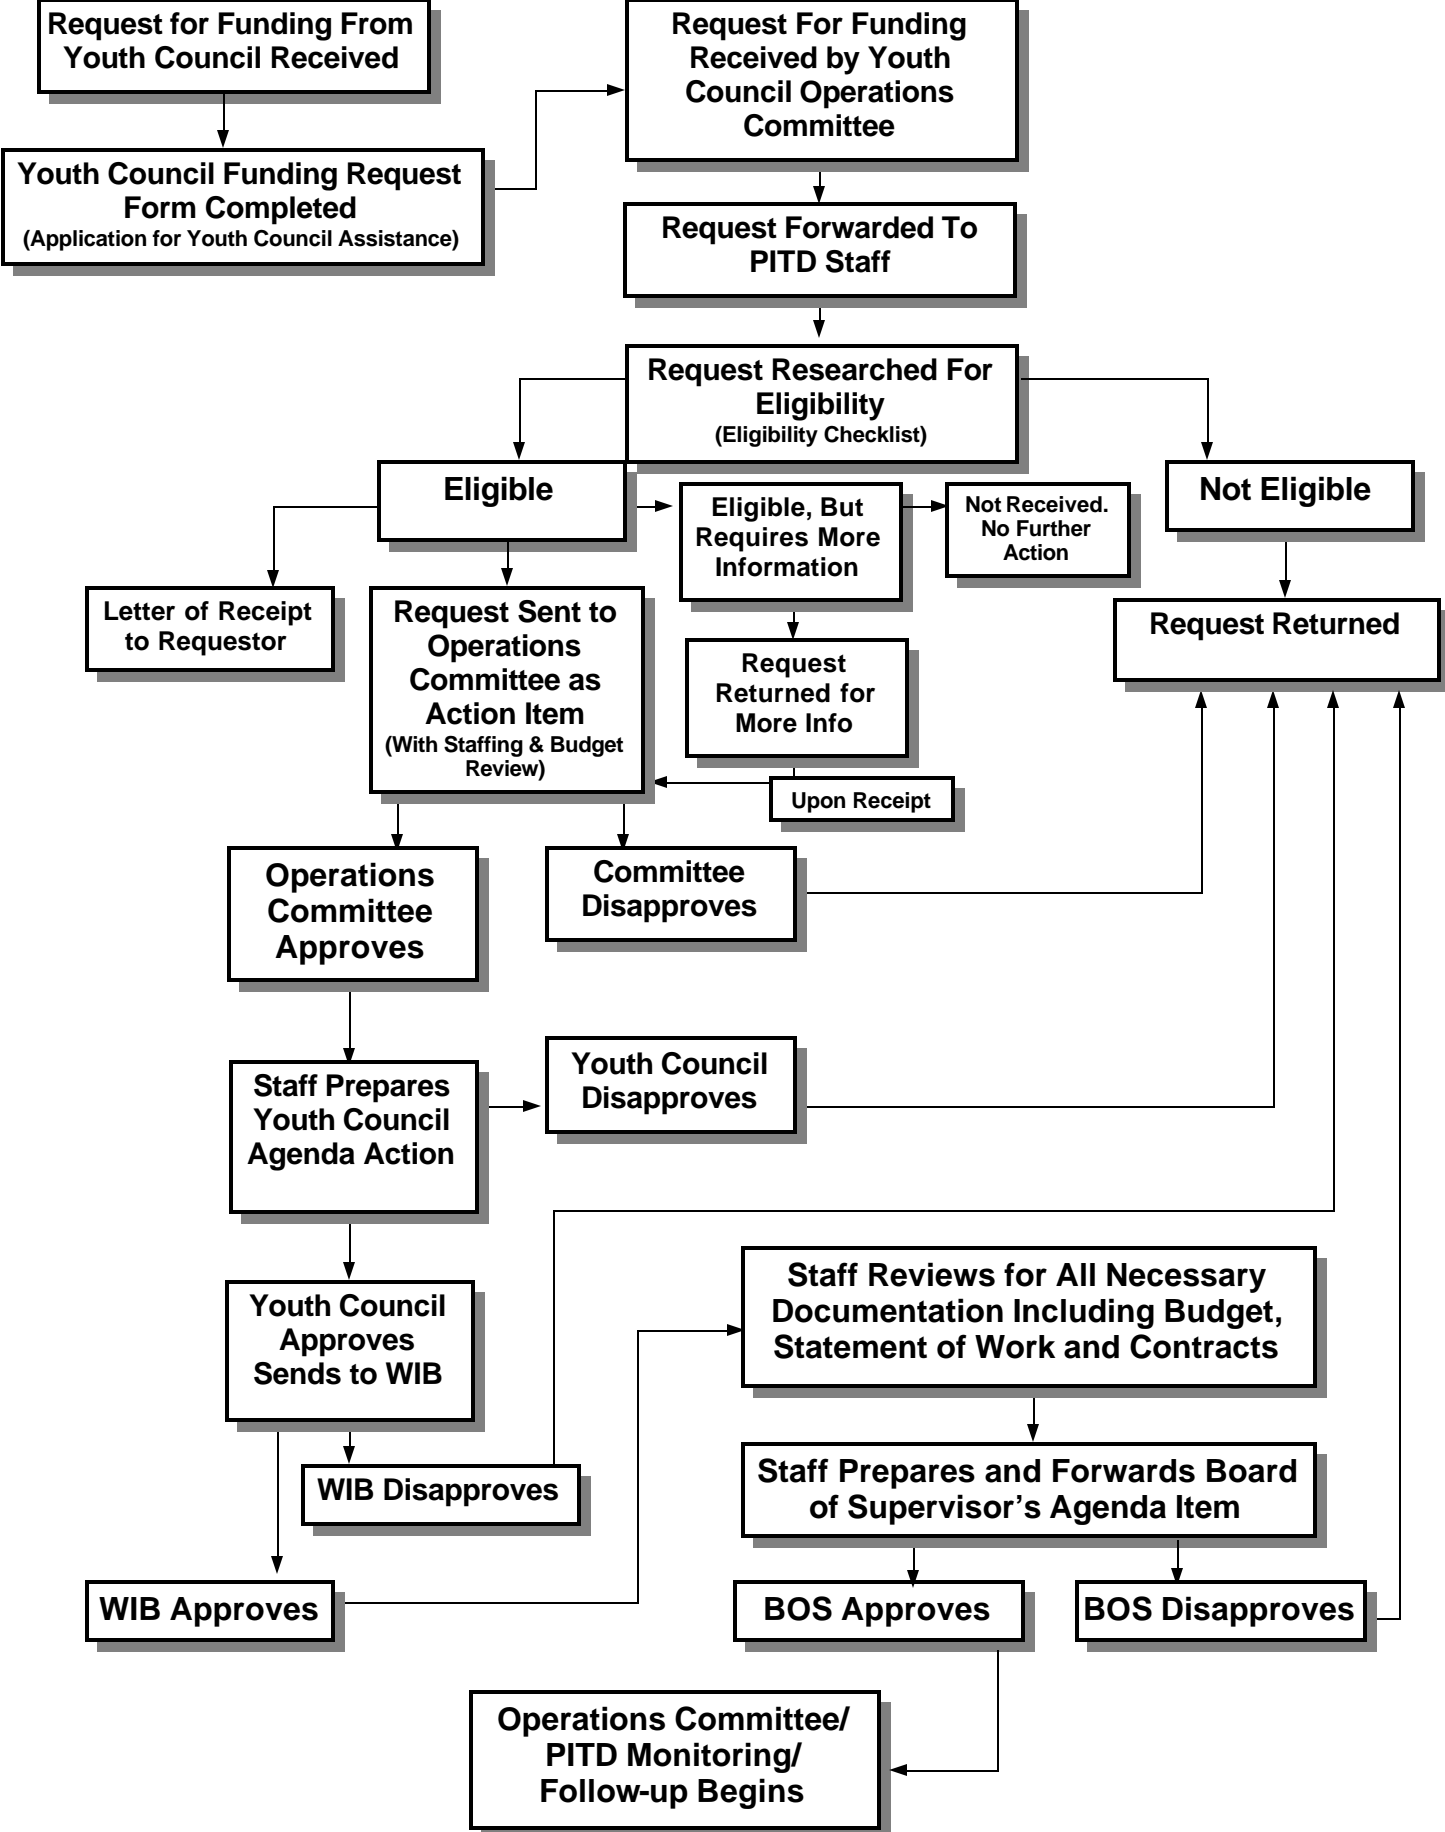 Request for Funding From
Youth Council Received
Request For Funding
Received by Youth
Council Operations
Committee
Youth Council Funding Request
Form Completed
(Application for Youth Council Assistance)
Request Forwarded To
PITD Staff
Request Researched For
Eligibility
(Eligibility Checklist)
Eligible
Eligible, But
Requires More
Information
Not Received.
No Further
Action
Not Eligible
Letter of Receipt
to Requestor
Request Sent to
Operations
Committee as
Action Item
(With Staffing & Budget
Review)
Request
Returned for
More Info
Request Returned
Upon Receipt
Operations
Committee
Approves
Committee
Disapproves
Staff Prepares
Youth Council
Agenda Action
Youth Council
Disapproves
Youth Council
Approves
Sends to WIB
Staff Reviews for All Necessary
Documentation Including Budget,
Statement of Work and Contracts
WIB Disapproves
Staff Prepares and Forwards Board
of Supervisor’s Agenda Item
WIB Approves
BOS Approves
BOS Disapproves
Operations Committee/
PITD Monitoring/
Follow-up Begins